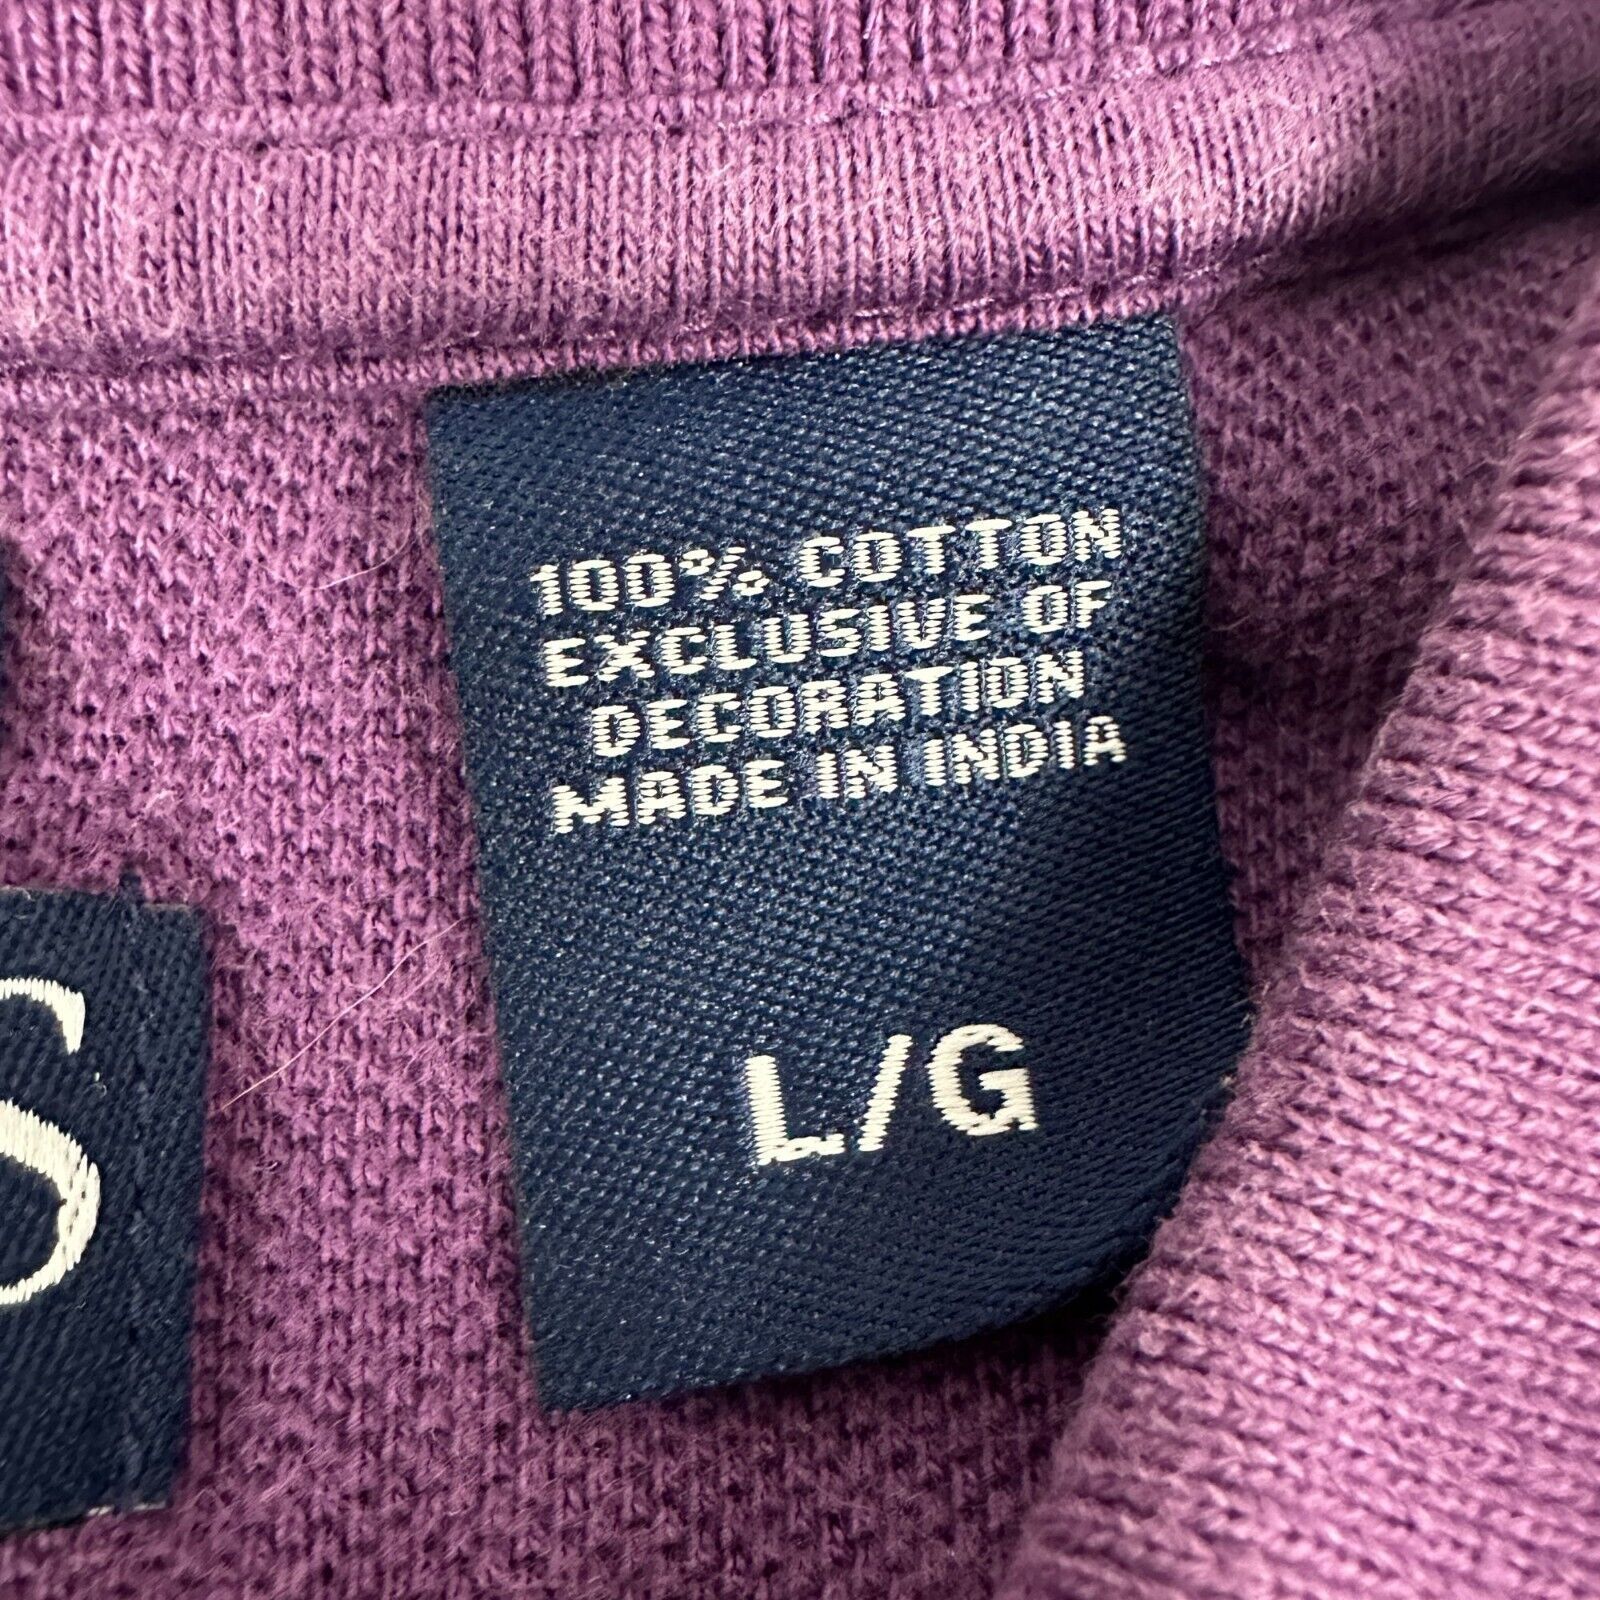 100% COTTON
EXCLUSIVE OF
DECORATION
MADE IN INDIA
L/G
S